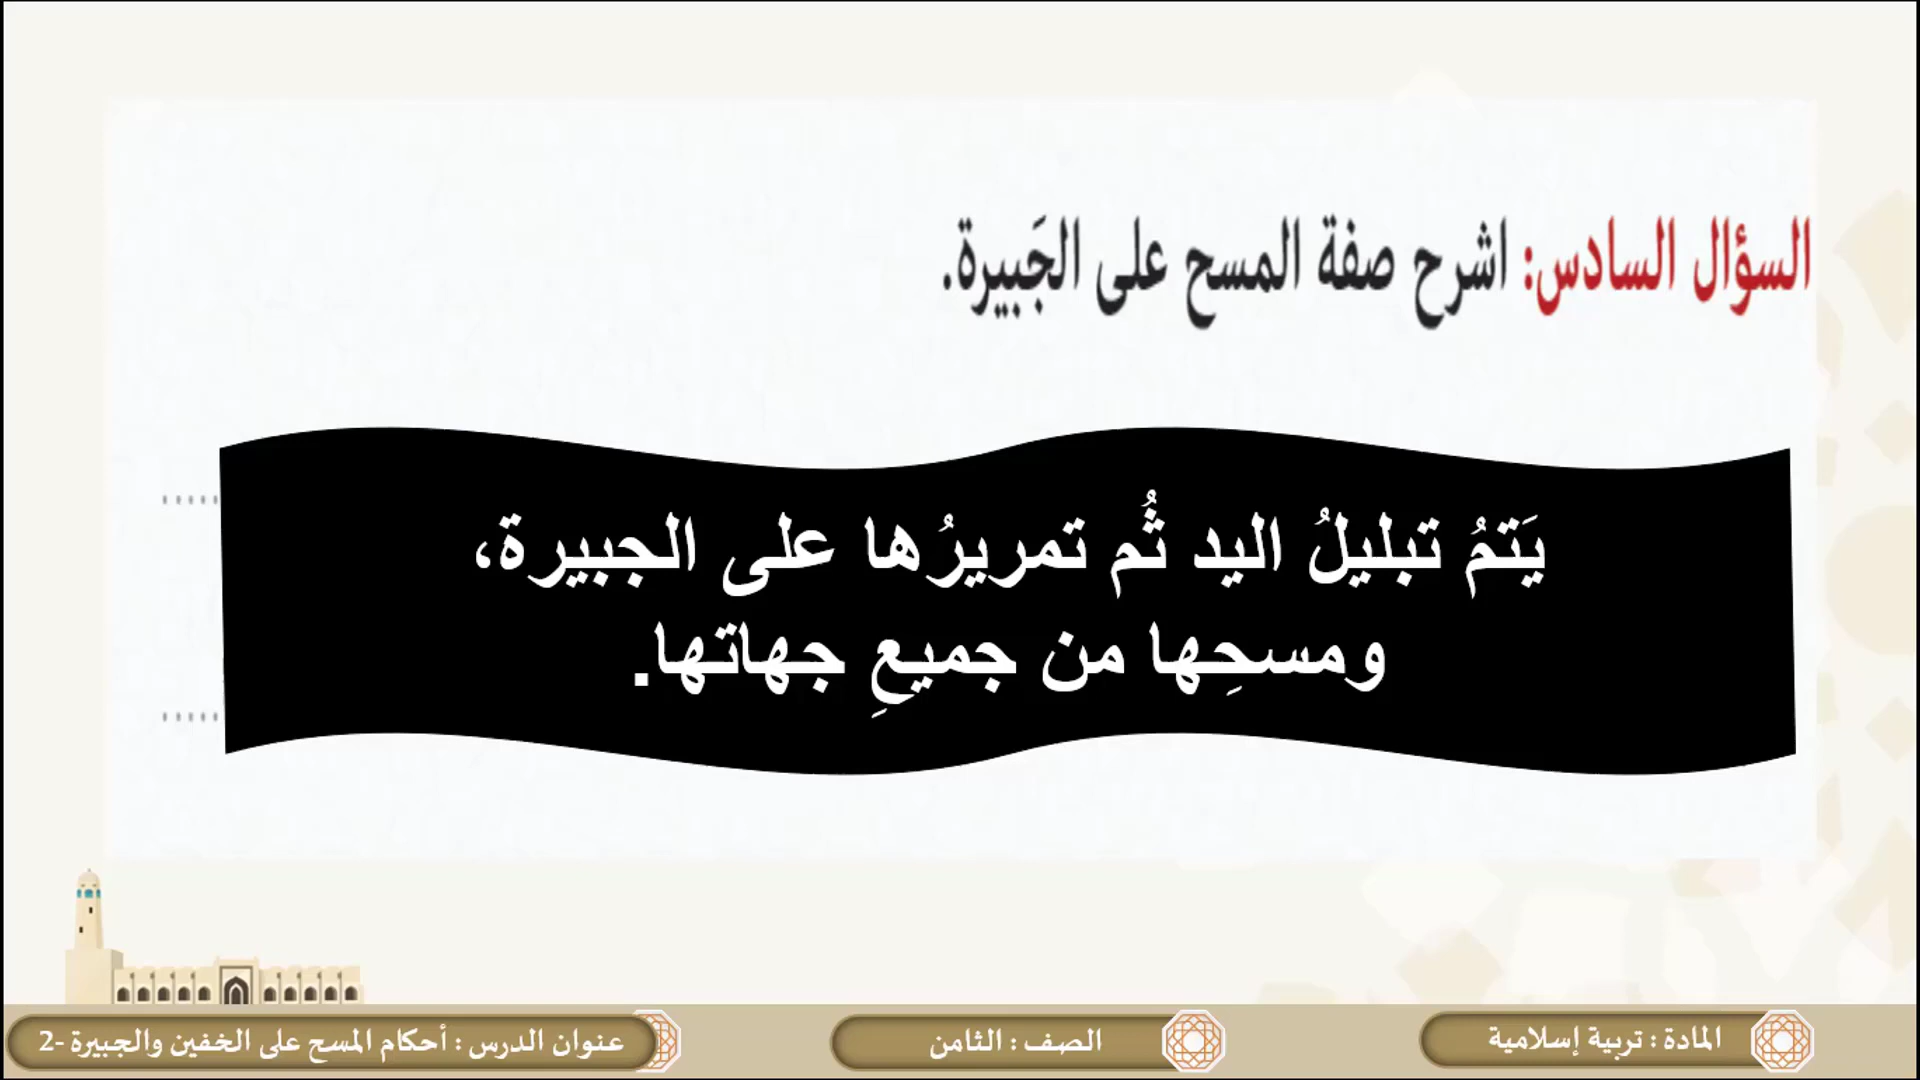 السؤال السادس: اشرح صفة المسح على الجَبيرة.
يَتمُ تبليلُ اليد ثُم تمريرُها على الجبيرة،
ومسحِها من جميعِ جهاتها.
المادة : تربية إسلامية
الصف : الثامن
عنوان الدرس : أحكام المسح على الخفين والجبيرة -2